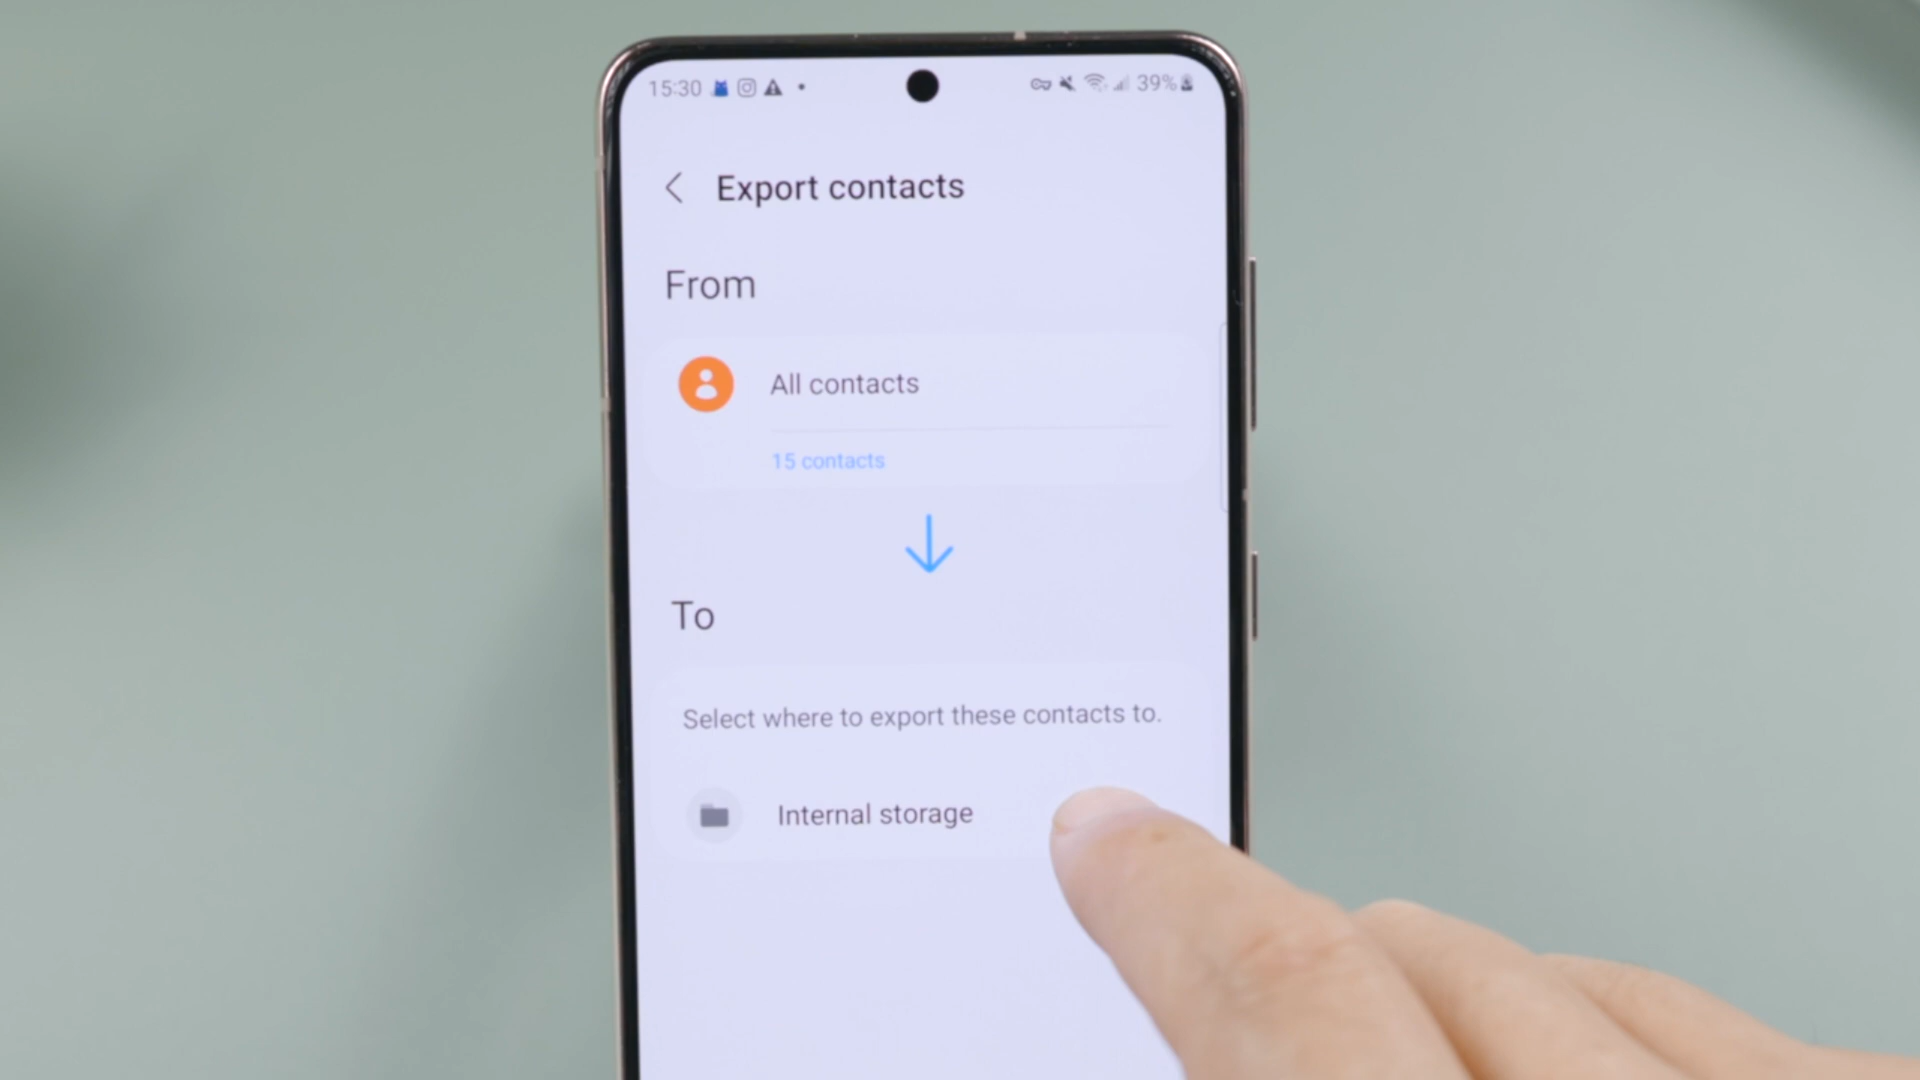 15:30
39%
Export contacts
From
All contacts
15 contacts
To
Select where to export these contacts to.
Internal storage